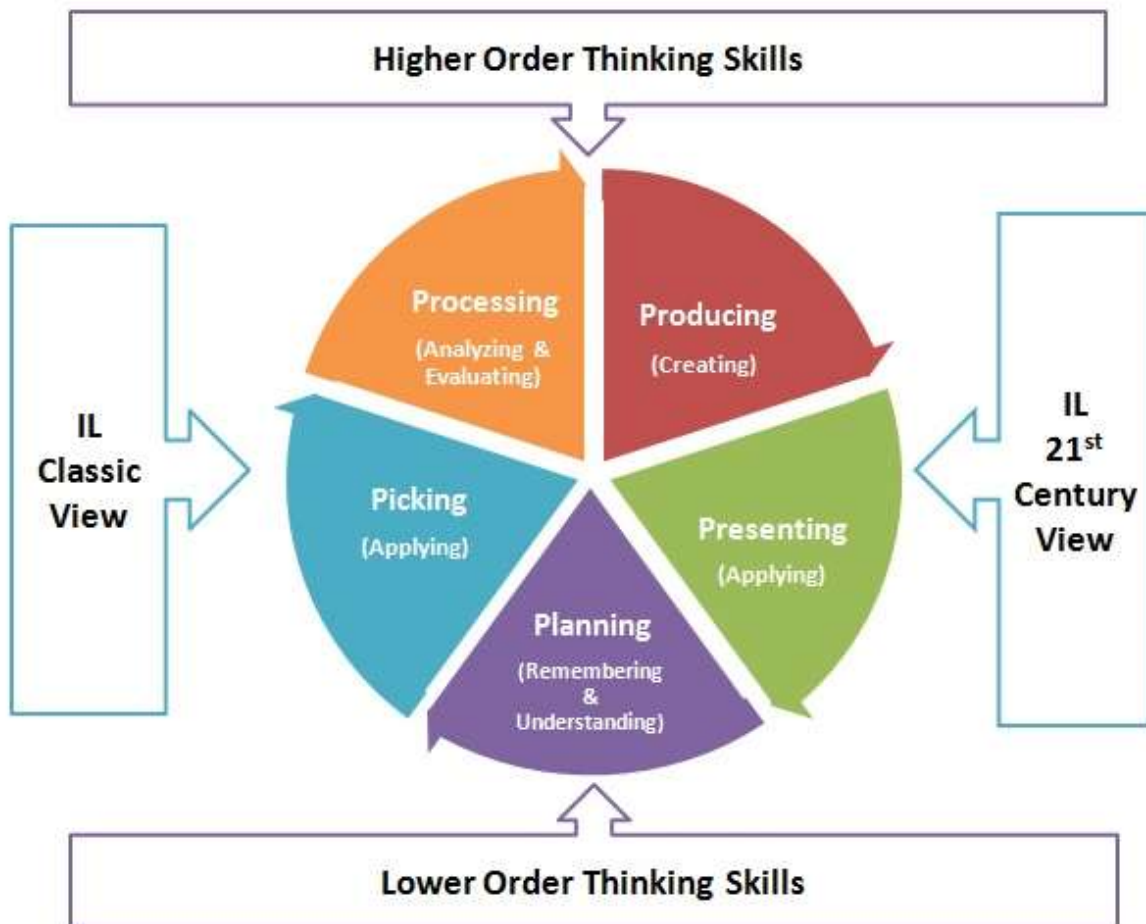 Higher Order Thinking Skills
Processing
(Analyzing &
Evaluating)
Producing
(Creating)
IL
Classic
View
IL
21st
Century
View
Picking
(Applying)
Presenting
(Applying)
Planning
(Remembering
&
Understanding)
Lower Order Thinking Skills